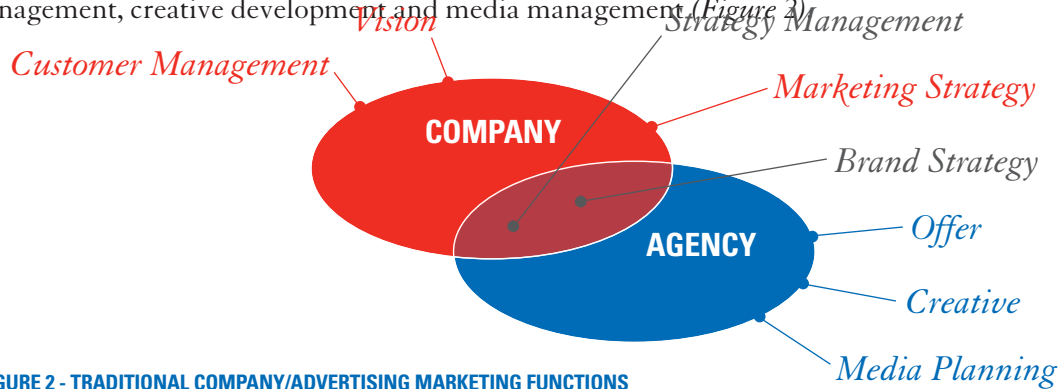 nagement, creative development and media management (Figure 2)
Vision
Strategy Management
Customer Management
Marketing Strategy
COMPANY
Brand Strategy
Offer
AGENCY
Creative
Media Planning
GURE 2 - TRADITIONAL COMPANY/ADVERTISING MARKETING FUNCTIONS